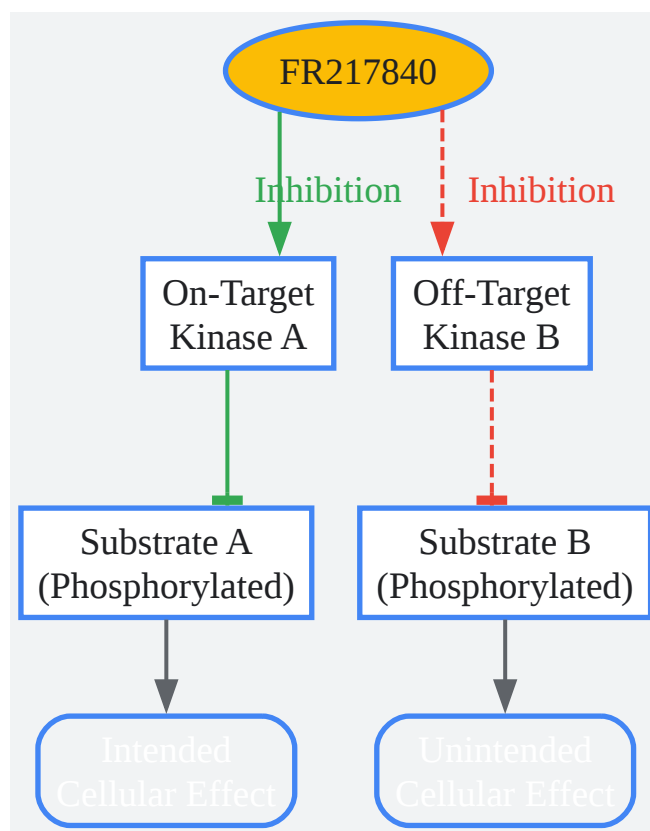 FR217840
Inhibition
Inhibition
On-Target
Kinase A
Off-Target
Kinase B
Substrate A
(Phosphorylated)
Substrate B
(Phosphorylated)
Intended
Cellular Effect
Unintended
Cellular Effect